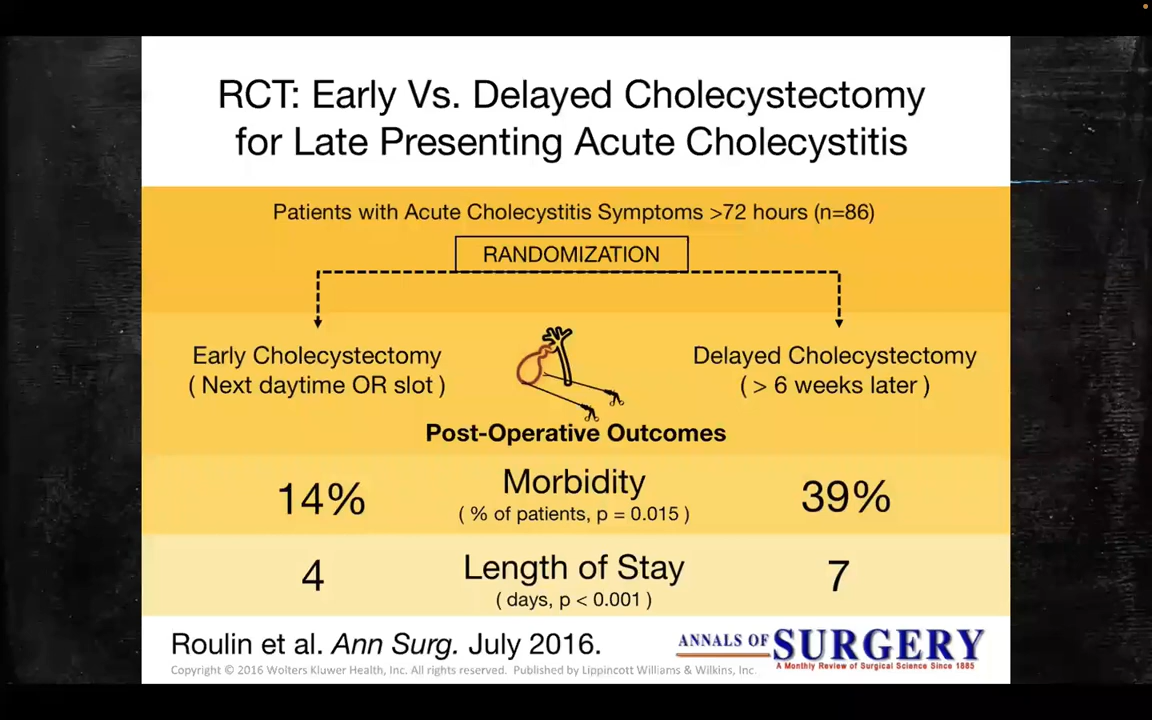 RCT: Early Vs. Delayed Cholecystectomy
for Late Presenting Acute Cholecystitis
Patients with Acute Cholecystitis Symptoms >72 hours (n=86)
RANDOMIZATION
Early Cholecystectomy
( Next daytime OR slot )
Delayed Cholecystectomy
( > 6 weeks later )
Post-Operative Outcomes
14%
Morbidity
( % of patients, p = 0.015 )
39%
4
Length of Stay
( days, p < 0.001 )
7
Roulin et al. Ann Surg. July 2016.
ANNALS OF SURGERY
A Monthly Review of Surgical Science Since 1885
Copyright © 2016 Wolters Kluwer Health, Inc. All rights reserved. Published by Lippincott Williams & Wilkins, Inc.